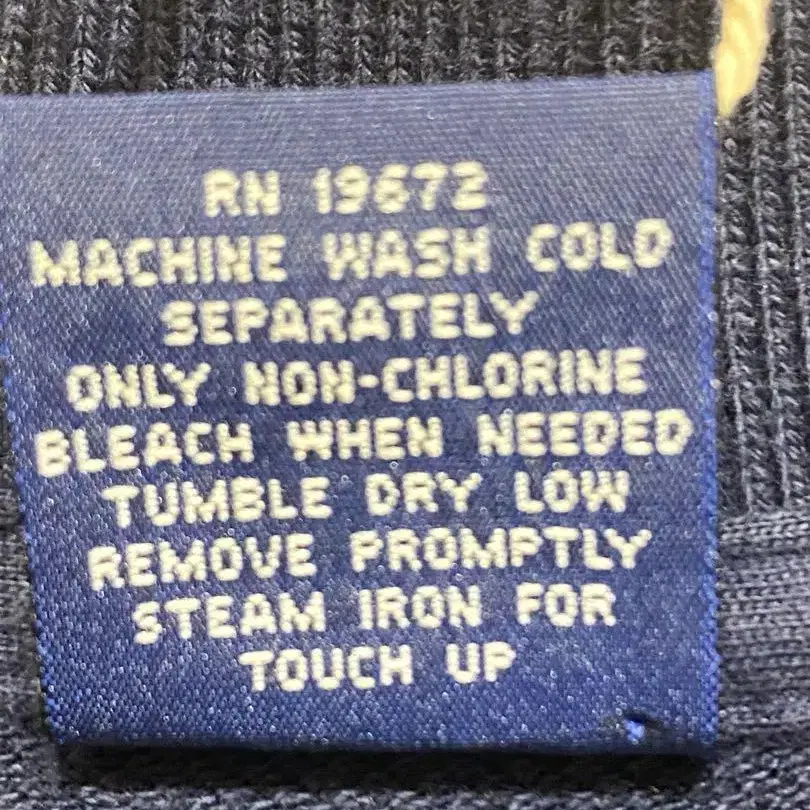 RN 19672
MACHINE WASH COLD
SEPARATELY
ONLY NON-CHLORINE
BLEACH WHEN NEEDED
TUMBLE DRY LOW
REMOVE PROMPTLY
STEAM IRON FOR
TOUCH UP